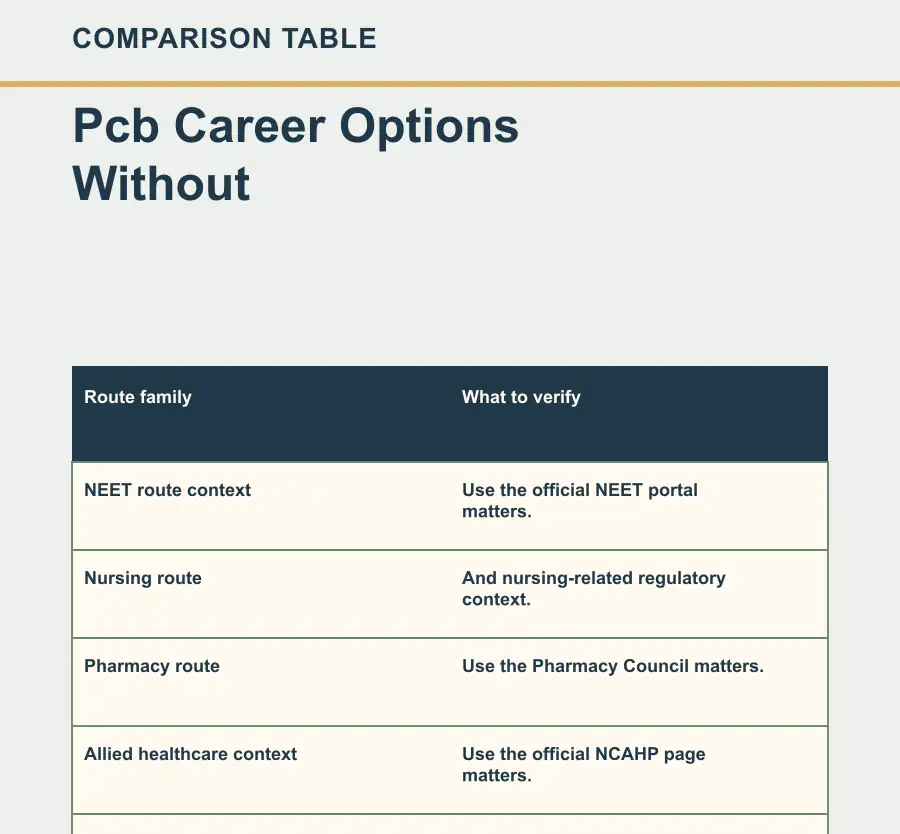 COMPARISON TABLE
Pcb Career Options
Without
Route family
What to verify
NEET route context
Use the official NEET portal
matters.
Nursing route
And nursing-related regulatory
context.
Pharmacy route
Use the Pharmacy Council matters.
Allied healthcare context
Use the official NCAHP page
matters.